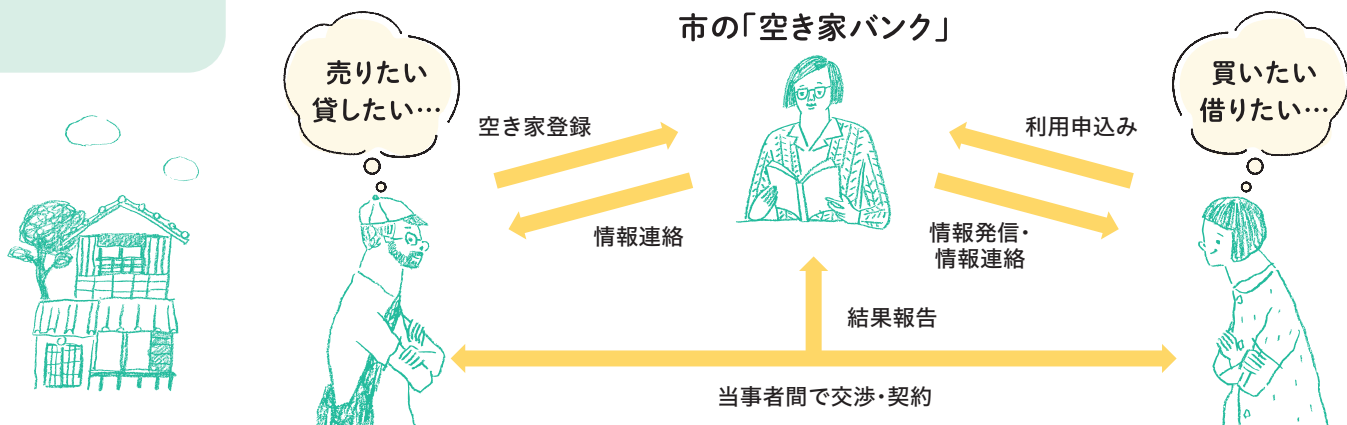 市の「空き家バンク」
売りたい
貸したい…
買いたい
借りたい…
空き家登録
利用申込み
情報連絡
情報発信・
情報連絡
結果報告
当事者間で交渉・契約